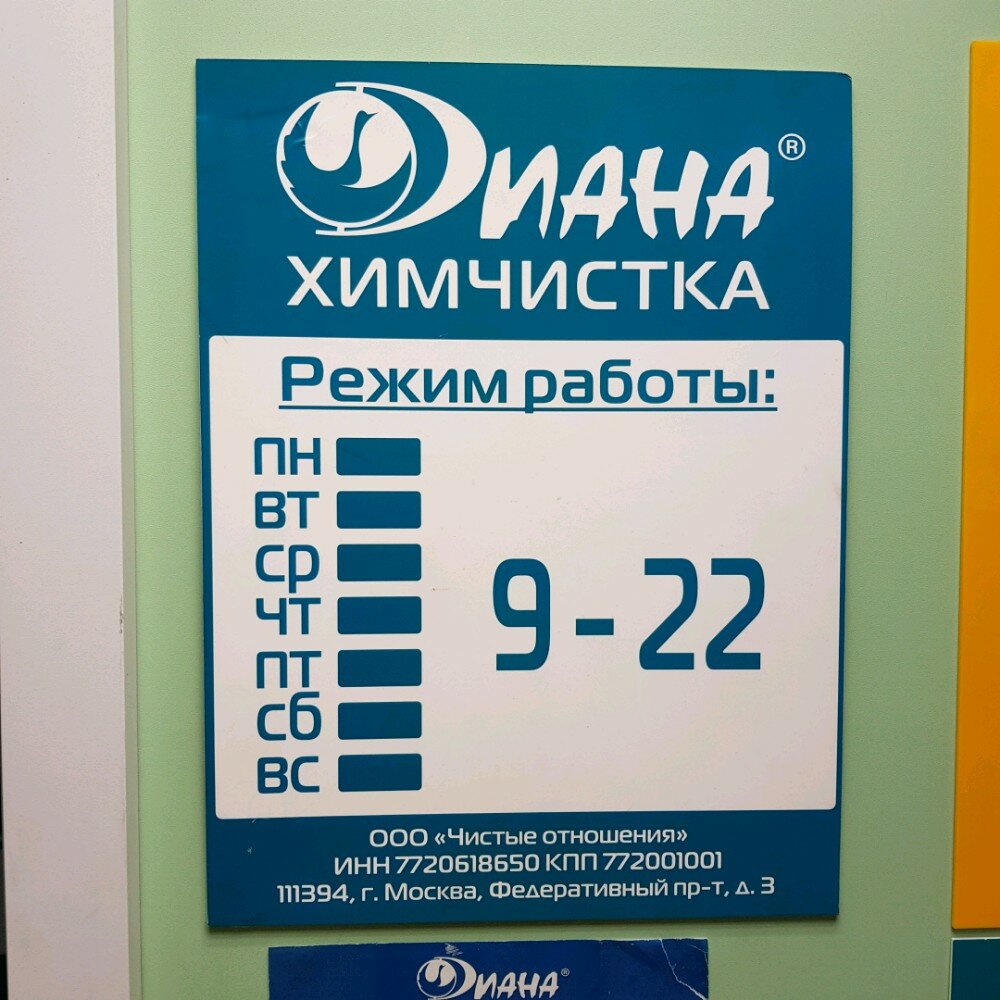 Диана®
ХИМЧИСТКА
Режим работы:
ПН
ВТ
СР
ЧТ
ПТ
СБ
ВС
9-22
ООО «Чистые отношения»
ИНН 7720618650 КПП 772001001
111394, г. Москва, Федеративный пр-т, д. 3
Диана®